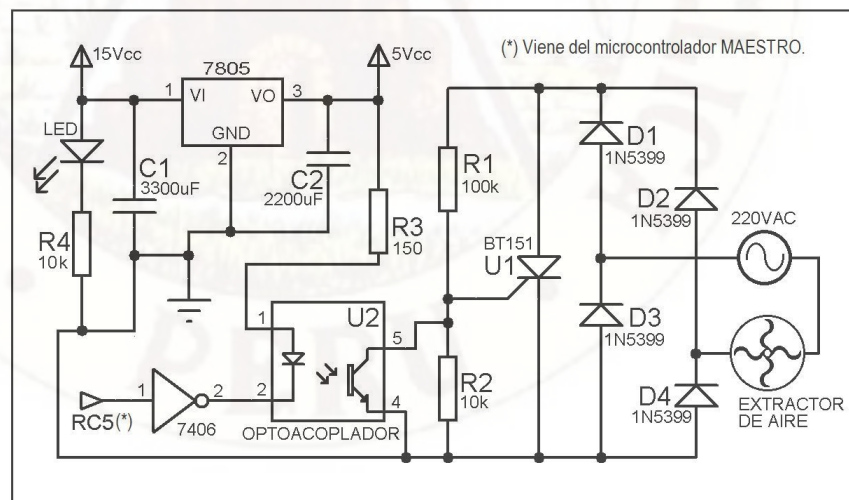 (*) Viene del microcontrolador MAESTRO.
15Vcc
5Vcc
7805
1
VI
VO
3
GND
2
LED
C1
3300uF
C2
2200uF
R4
10k
R3
150
R1
100k
D1
1N5399
D2
1N5399
220VAC
BT151
U1
D3
1N5399
U2
1
5
2
4
R2
10k
D4
1N5399
EXTRACTOR
DE AIRE
RC5(*)
1
2
7406
OPTOACOPLADOR